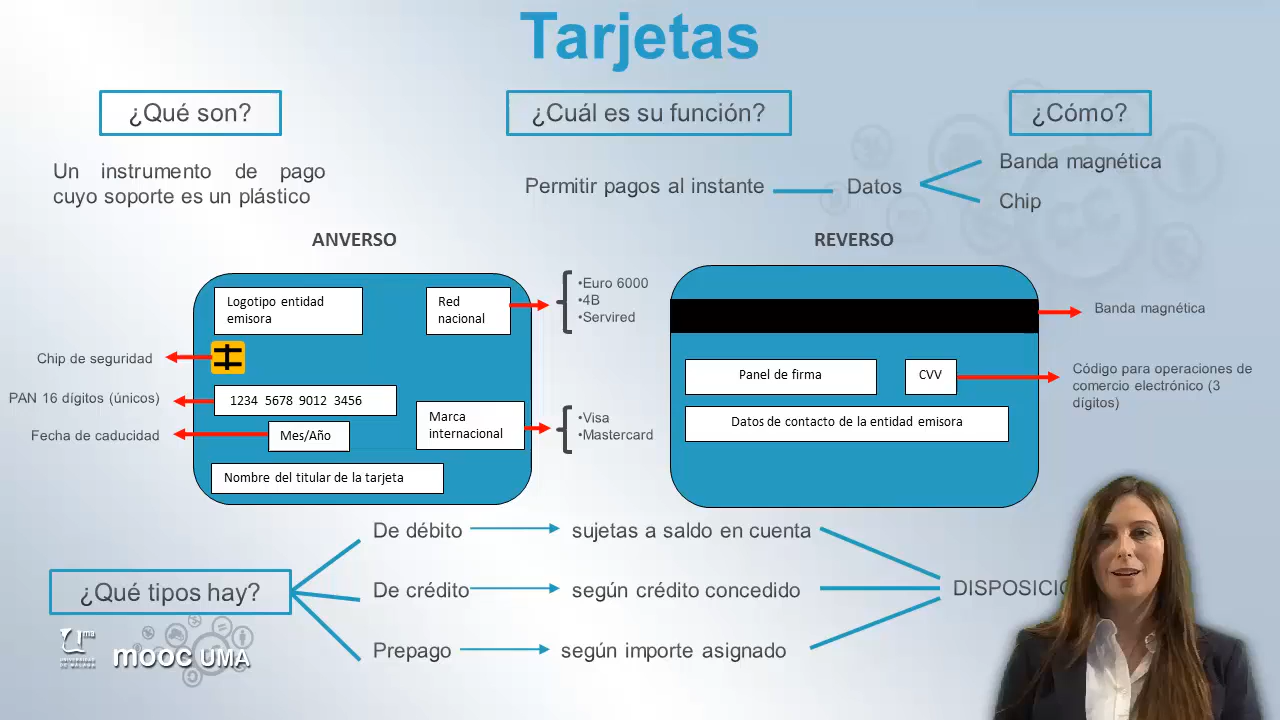 Tarjetas
¿Qué son?
¿Cuál es su función?
¿Cómo?
Un instrumento de pago
cuyo soporte es un plástico
Permitir pagos al instante
Datos
Banda magnética
Chip
ANVERSO
REVERSO
Logotipo entidad
emisora
Red
nacional
•Euro 6000
•4B
•Servired
Chip de seguridad
PAN 16 dígitos (únicos)
1234 5678 9012 3456
Fecha de caducidad
Mes/Año
Marca
internacional
•Visa
•Mastercard
Nombre del titular de la tarjeta
Banda magnética
Panel de firma
CVV
Código para operaciones de
comercio electrónico (3
dígitos)
Datos de contacto de la entidad emisora
¿Qué tipos hay?
De débito
sujetas a saldo en cuenta
De crédito
según crédito concedido
Prepago
según importe asignado
DISPOSICIO
uma
UNIVERSIDAD
DE MÁLAGA
mooc UMA